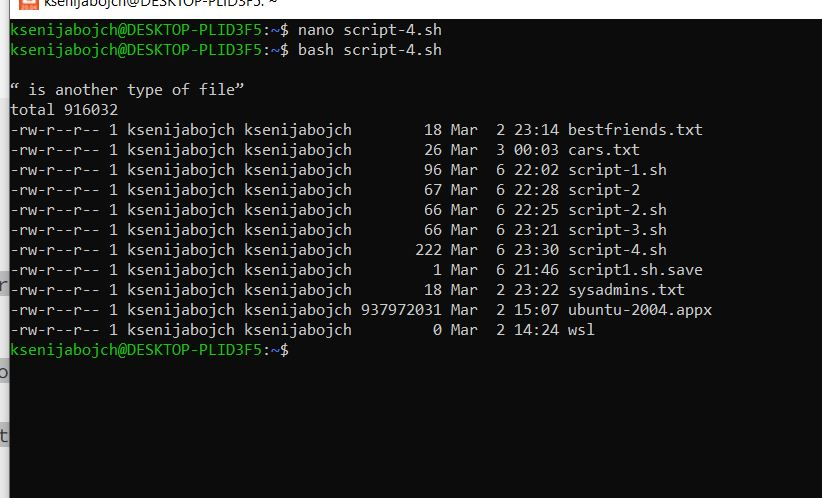 ksenijabojch@DESKTOP-PLID3F5: ~
ksenijabojch@DESKTOP-PLID3F5:~$ nano script-4.sh
ksenijabojch@DESKTOP-PLID3F5:~$ bash script-4.sh
“ is another type of file”
total 916032
-rw-r--r-- 1 ksenijabojch ksenijabojch 18 Mar 2 23:14 bestfriends.txt
-rw-r--r-- 1 ksenijabojch ksenijabojch 26 Mar 3 00:03 cars.txt
-rw-r--r-- 1 ksenijabojch ksenijabojch 96 Mar 6 22:02 script-1.sh
-rw-r--r-- 1 ksenijabojch ksenijabojch 67 Mar 6 22:28 script-2
-rw-r--r-- 1 ksenijabojch ksenijabojch 66 Mar 6 22:25 script-2.sh
-rw-r--r-- 1 ksenijabojch ksenijabojch 66 Mar 6 23:21 script-3.sh
-rw-r--r-- 1 ksenijabojch ksenijabojch 222 Mar 6 23:30 script-4.sh
-rw-r--r-- 1 ksenijabojch ksenijabojch 1 Mar 6 21:46 script1.sh.save
-rw-r--r-- 1 ksenijabojch ksenijabojch 18 Mar 2 23:22 sysadmins.txt
-rw-r--r-- 1 ksenijabojch ksenijabojch 937972031 Mar 2 15:07 ubuntu-2004.appx
-rw-r--r-- 1 ksenijabojch ksenijabojch 0 Mar 2 14:24 wsl
ksenijabojch@DESKTOP-PLID3F5:~$